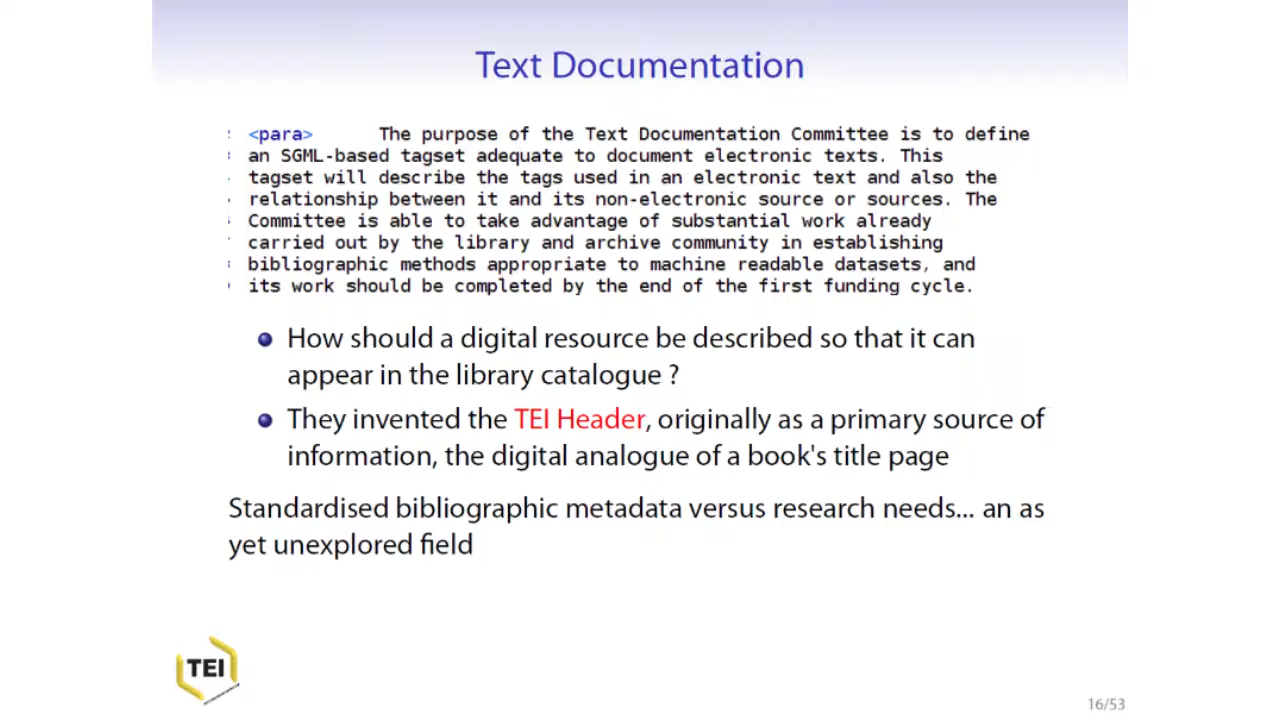 Text Documentation
<para> The purpose of the Text Documentation Committee is to define
an SGML-based tagset adequate to document electronic texts. This
tagset will describe the tags used in an electronic text and also the
relationship between it and its non-electronic source or sources. The
Committee is able to take advantage of substantial work already
carried out by the library and archive community in establishing
bibliographic methods appropriate to machine readable datasets, and
its work should be completed by the end of the first funding cycle.
How should a digital resource be described so that it can
appear in the library catalogue ?
They invented the TEI Header, originally as a primary source of
information, the digital analogue of a book's title page
Standardised bibliographic metadata versus research needs... an as
yet unexplored field
TEI
16/53